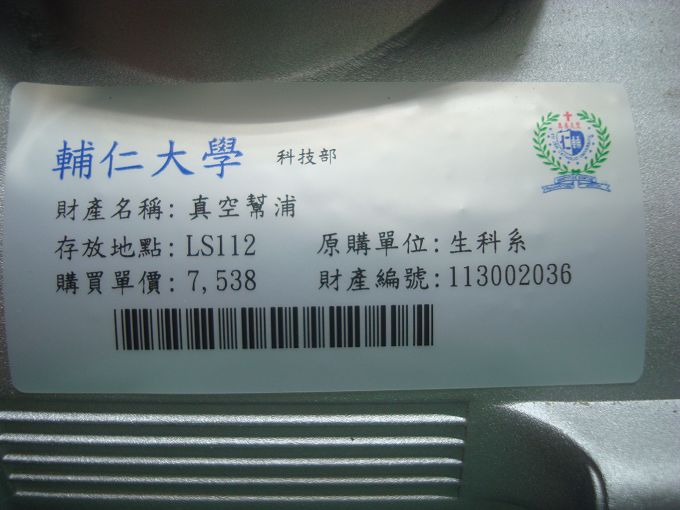 輔仁大學 科技部
財產名稱: 真空幫浦
存放地點: LS112 原購單位: 生科系
購買單價: 7,538 財產編號: 113002036